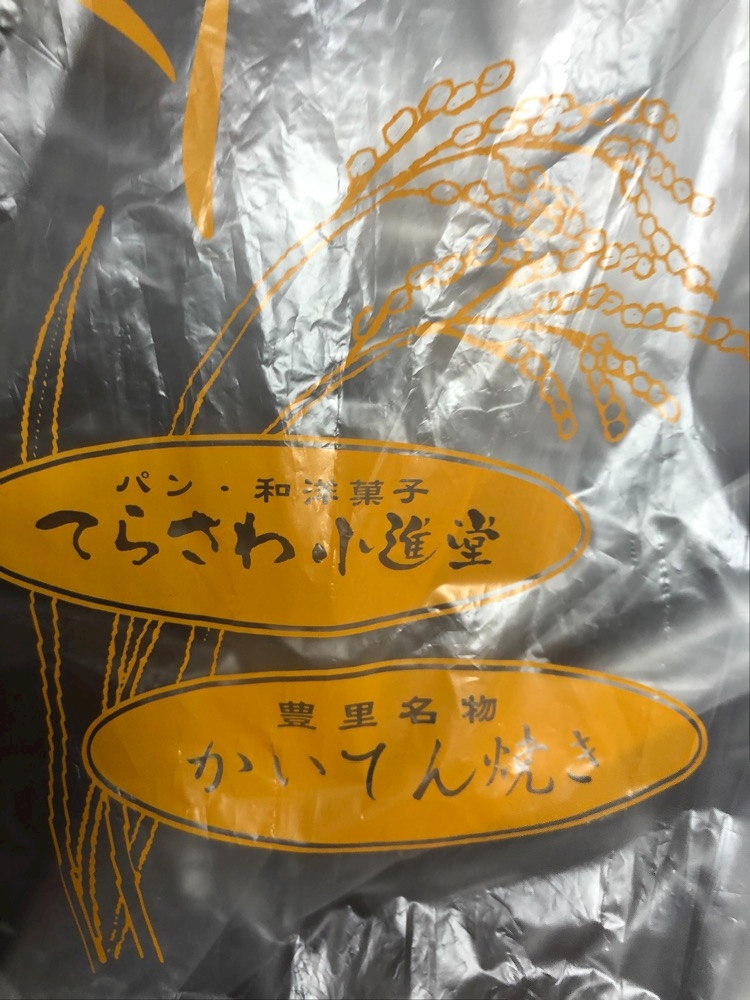 パン・和洋菓子
てらさわ小進堂
豊里名物
かいてん焼き